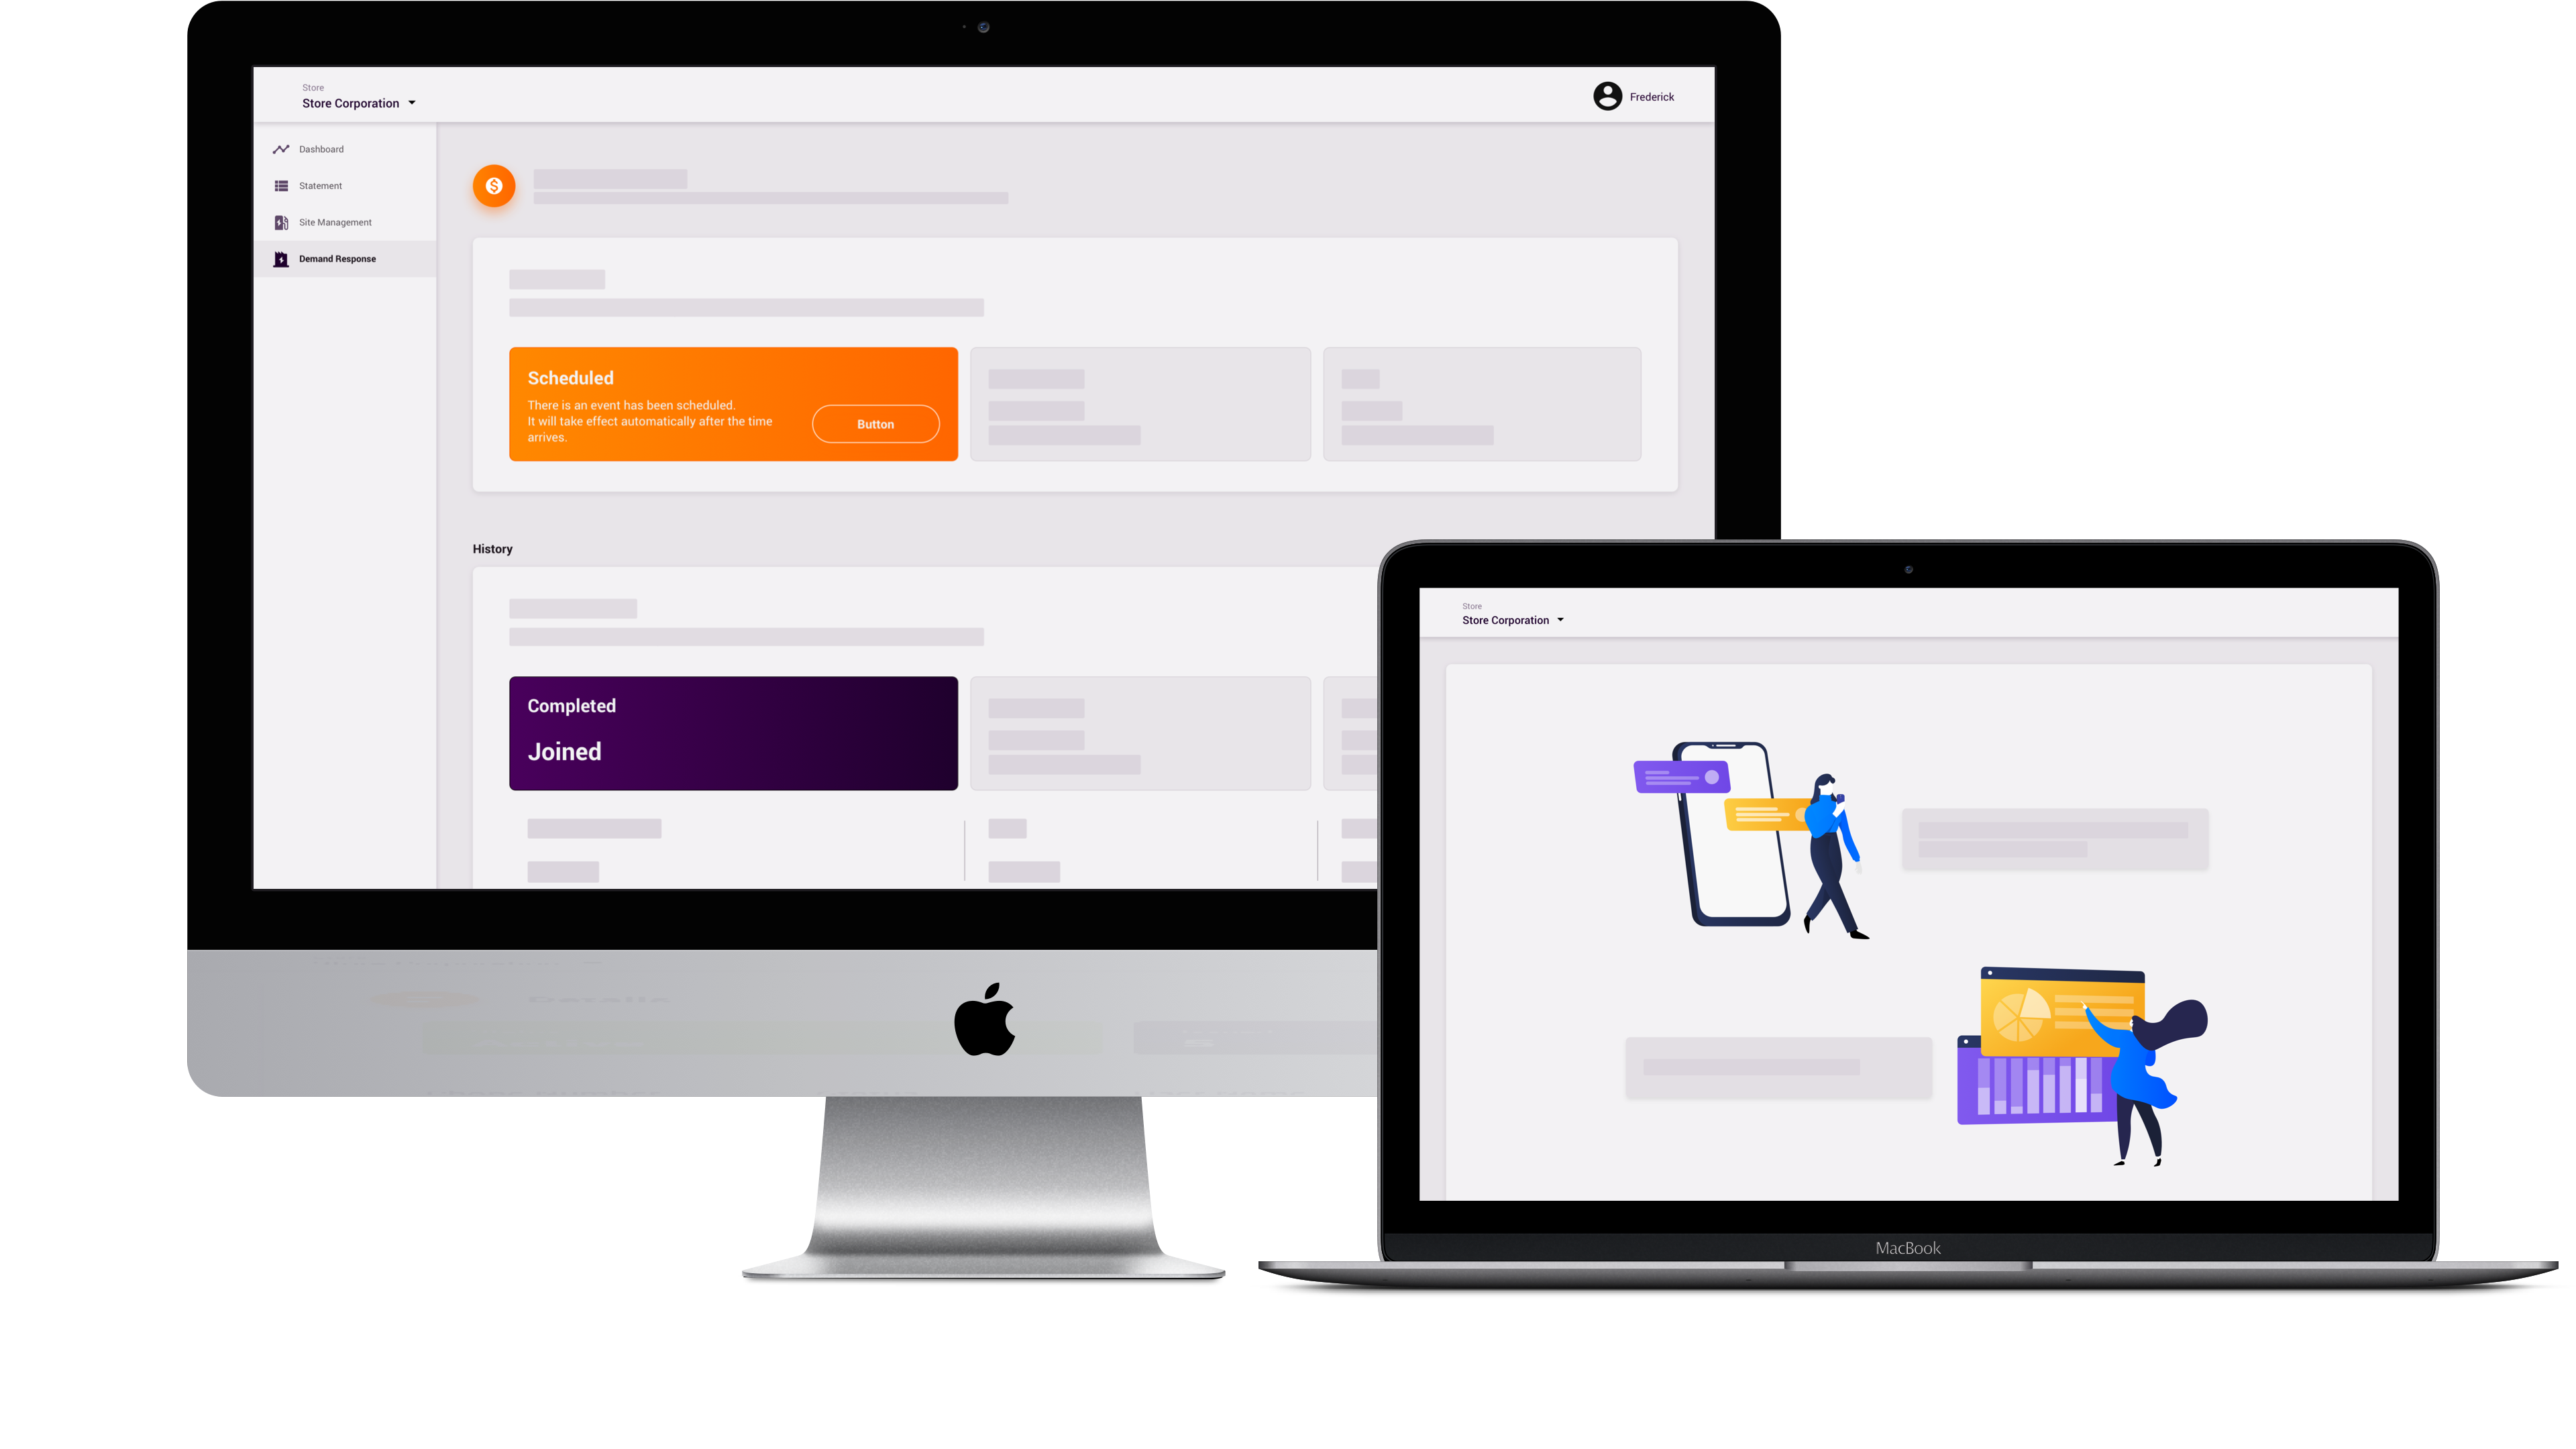 Store
Store Corporation
Frederick
Dashboard
Statement
Site Management
Demand Response
Scheduled
There is an event has been scheduled.
It will take effect automatically after the time
arrives.
Button
History
Completed
Joined
Store
Store Corporation
MacBook